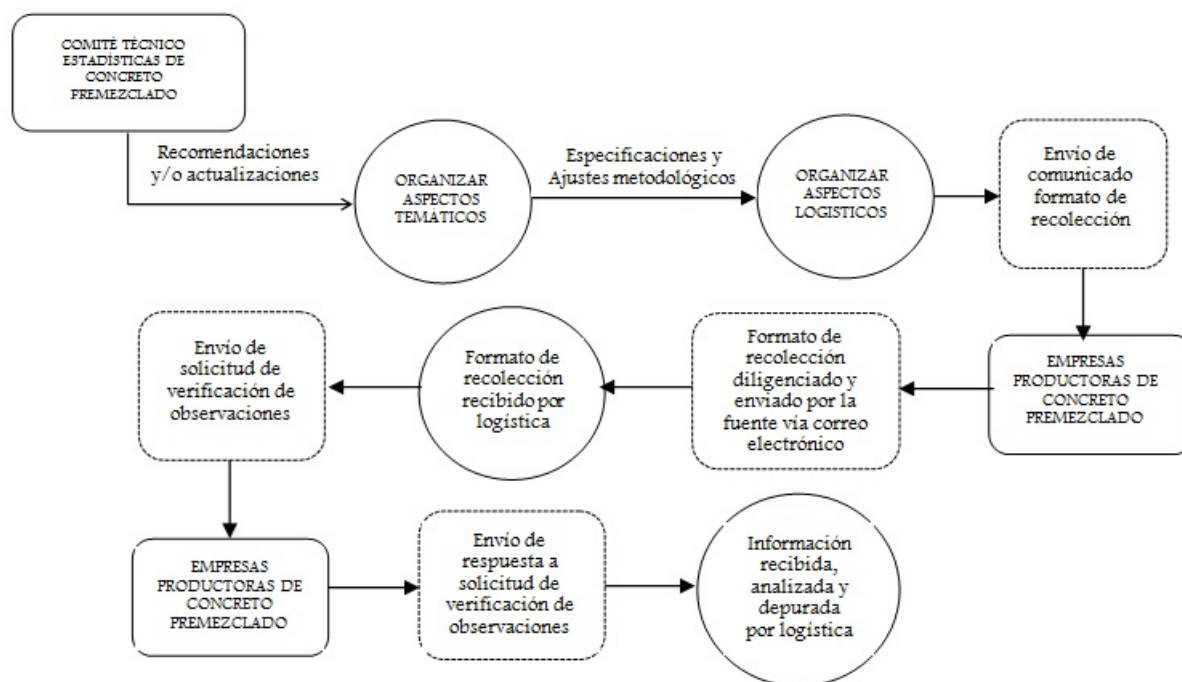 COMITÉ TÉCNICO
ESTADÍSTICAS DE
CONCRETO
PREMEZCLADO
Recomendaciones
y/o actualizaciones
ORGANIZAR
ASPECTOS
TEMÁTICOS
Especificaciones y
Ajustes metodológicos
ORGANIZAR
ASPECTOS
LOGISTICOS
Envío de
comunicado
formato de
recolección
EMPRESAS
PRODUCTORAS DE
CONCRETO
PREMEZCLADO
Formato de
recolección
diligenciado y
enviado por la
fuente vía correo
electrónico
Formato de
recolección
recibido por
logística
Envío de
solicitud de
verificación de
observaciones
EMPRESAS
PRODUCTORAS DE
CONCRETO
PREMEZCLADO
Envío de
respuesta a
solicitud de
verificación de
observaciones
Información
recibida,
analizada y
depurada
por logística